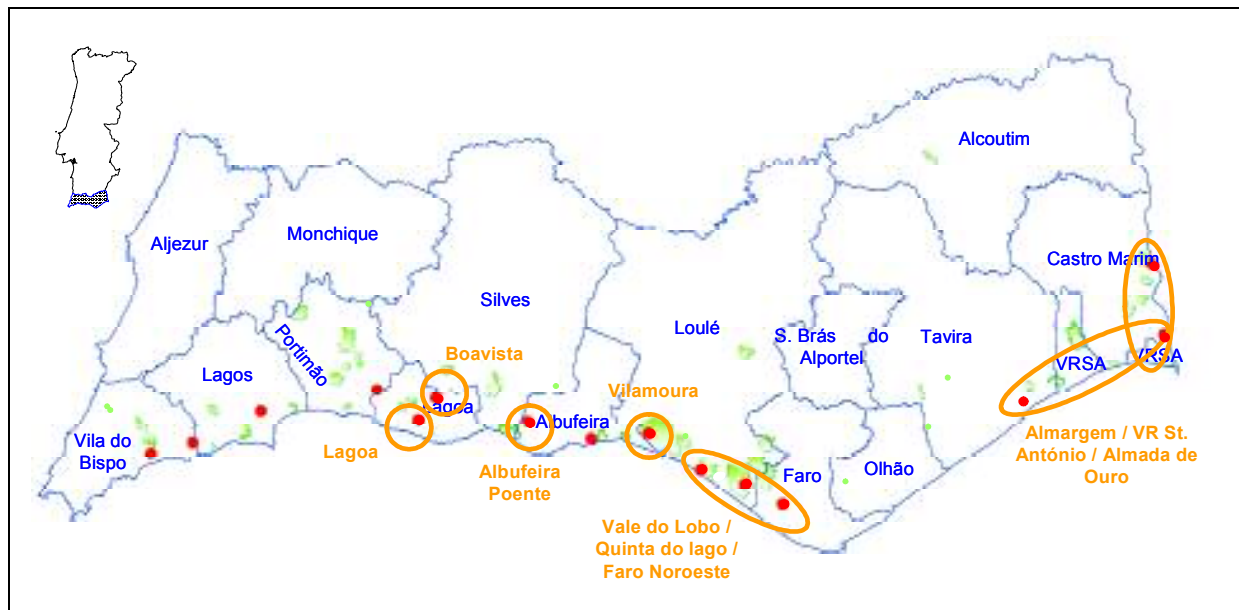 Alcoutim
Aljezur
Monchique
Castro Marim
Silves
Loulé
S. Brás do
Alportel
Tavira
Portimão
Boavista
VRSA
VRSA
Lagos
Vilamoura
Lagoa
Albufeira
Vila do
Bispo
Lagoa
Albufeira
Poente
Faro
Olhão
Almargem / VR St.
António / Almada de
Ouro
Vale do Lobo /
Quinta do lago /
Faro Noroeste